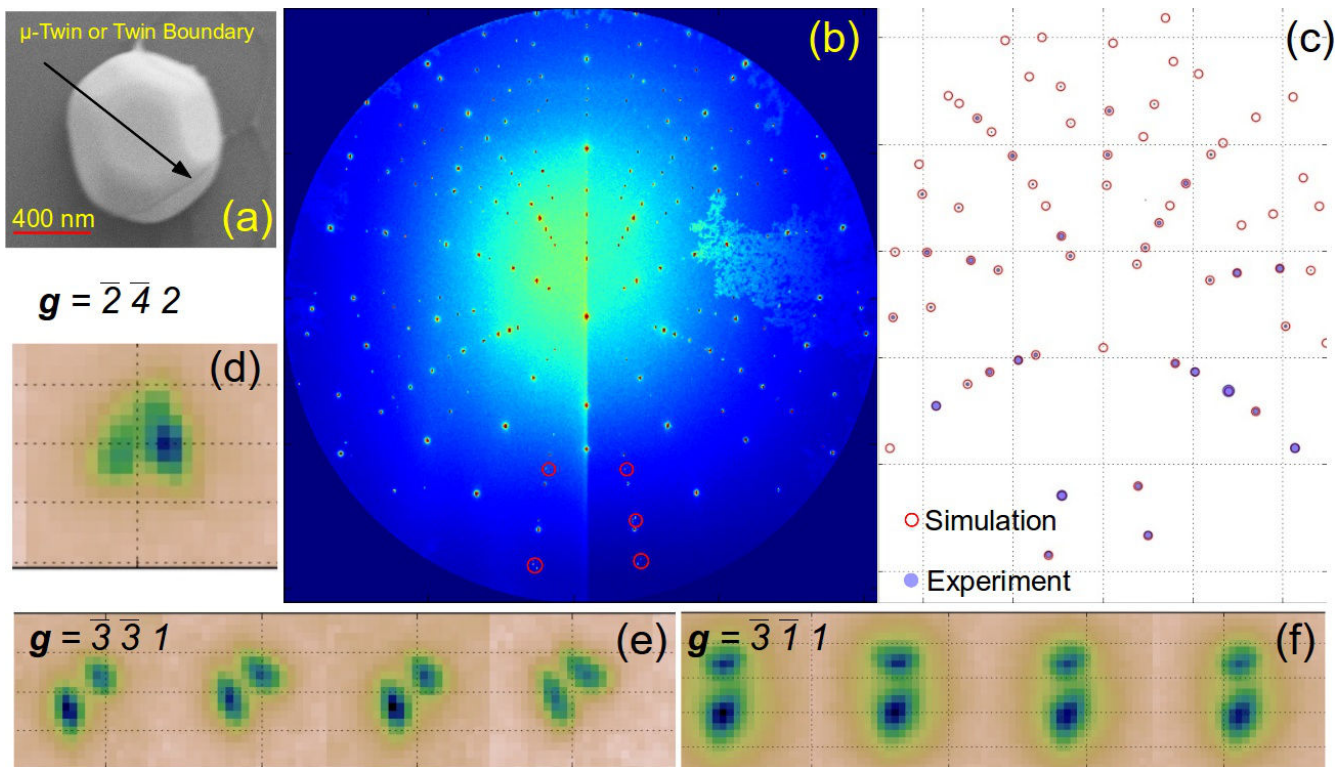 μ-Twin or Twin Boundary
400 nm
(a)
(b)
(c)
g = 2̅ 4̅ 2
(d)
Simulation
Experiment
g = 3̅ 3̅ 1
(e)
g = 3̅ 1̅ 1
(f)